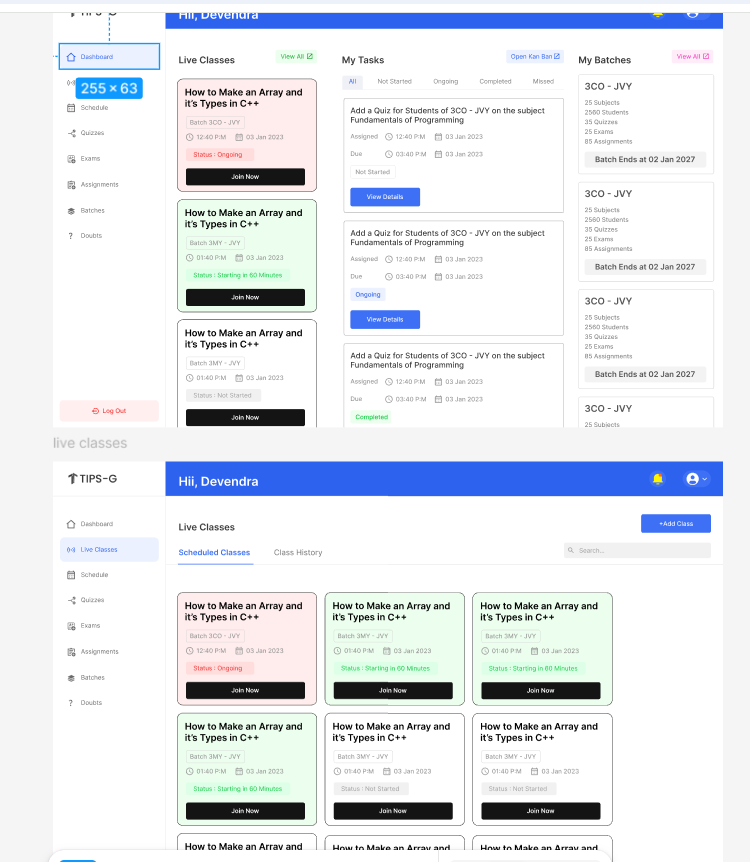 TIPS-G
Hii, Devendra
Dashboard
255 × 63
Schedule
Quizzes
Exams
Assignments
Batches
Doubts
Log Out
Live Classes
View All
How to Make an Array and
it's Types in C++
Batch 3CO - JVY
12:40 P:M
03 Jan 2023
Status : Ongoing
Join Now
How to Make an Array and
it's Types in C++
Batch 3MY - JVY
01:40 P:M
03 Jan 2023
Status : Starting in 60 Minutes
Join Now
How to Make an Array and
it's Types in C++
Batch 3MY - JVY
01:40 P:M
03 Jan 2023
Status : Not Started
Join Now
My Tasks
Open Kan Ban
All
Not Started
Ongoing
Completed
Missed
Add a Quiz for Students of 3CO - JVY on the subject
Fundamentals of Programming
Assigned
12:40 P:M
03 Jan 2023
Due
03:40 P:M
03 Jan 2023
Not Started
View Details
Add a Quiz for Students of 3CO - JVY on the subject
Fundamentals of Programming
Assigned
12:40 P:M
03 Jan 2023
Due
03:40 P:M
03 Jan 2023
Ongoing
View Details
Add a Quiz for Students of 3CO - JVY on the subject
Fundamentals of Programming
Assigned
12:40 P:M
03 Jan 2023
Due
03:40 P:M
03 Jan 2023
Completed
My Batches
View All
3CO - JVY
25 Subjects
2560 Students
35 Quizzes
25 Exams
85 Assignments
Batch Ends at 02 Jan 2027
3CO - JVY
25 Subjects
2560 Students
35 Quizzes
25 Exams
85 Assignments
Batch Ends at 02 Jan 2027
3CO - JVY
25 Subjects
2560 Students
35 Quizzes
25 Exams
85 Assignments
Batch Ends at 02 Jan 2027
3CO - JVY
25 Subjects
live classes
TIPS-G
Hii, Devendra
Dashboard
Live Classes
Schedule
Quizzes
Exams
Assignments
Batches
Doubts
Live Classes
+Add Class
Scheduled Classes
Class History
Search...
How to Make an Array and
it's Types in C++
Batch 3CO - JVY
12:40 P:M
03 Jan 2023
Status : Ongoing
Join Now
How to Make an Array and
it's Types in C++
Batch 3MY - JVY
01:40 P:M
03 Jan 2023
Status : Starting in 60 Minutes
Join Now
How to Make an Array and
it's Types in C++
Batch 3MY - JVY
01:40 P:M
03 Jan 2023
Status : Starting in 60 Minutes
Join Now
How to Make an Array and
it's Types in C++
Batch 3MY - JVY
01:40 P:M
03 Jan 2023
Status : Starting in 60 Minutes
Join Now
How to Make an Array and
it's Types in C++
Batch 3MY - JVY
01:40 P:M
03 Jan 2023
Status : Not Started
Join Now
How to Make an Array and
it's Types in C++
Batch 3MY - JVY
01:40 P:M
03 Jan 2023
Status : Not Started
Join Now
How to Make an Array and
How to Make an Array and
How to Make an Array and